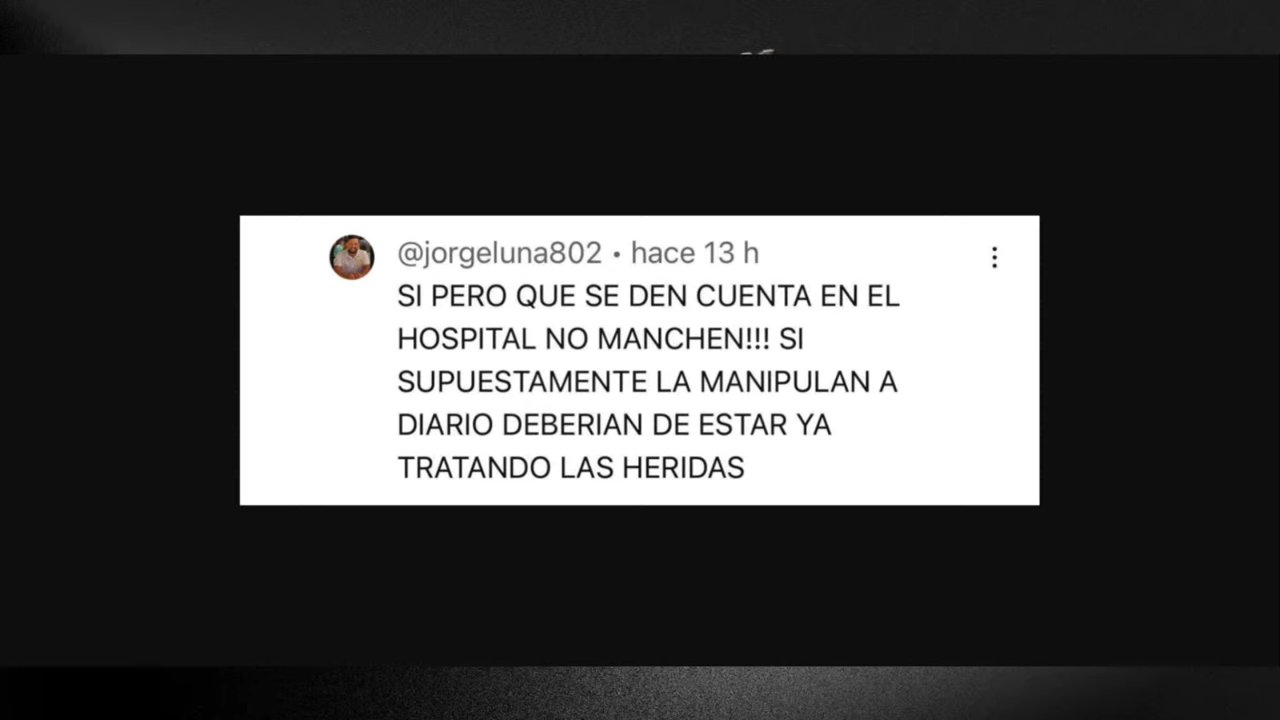 @jorgeluna802 • hace 13 h
SI PERO QUE SE DEN CUENTA EN EL
HOSPITAL NO MANCHEN!!! SI
SUPUESTAMENTE LA MANIPULAN A
DIARIO DEBERIAN DE ESTAR YA
TRATANDO LAS HERIDAS